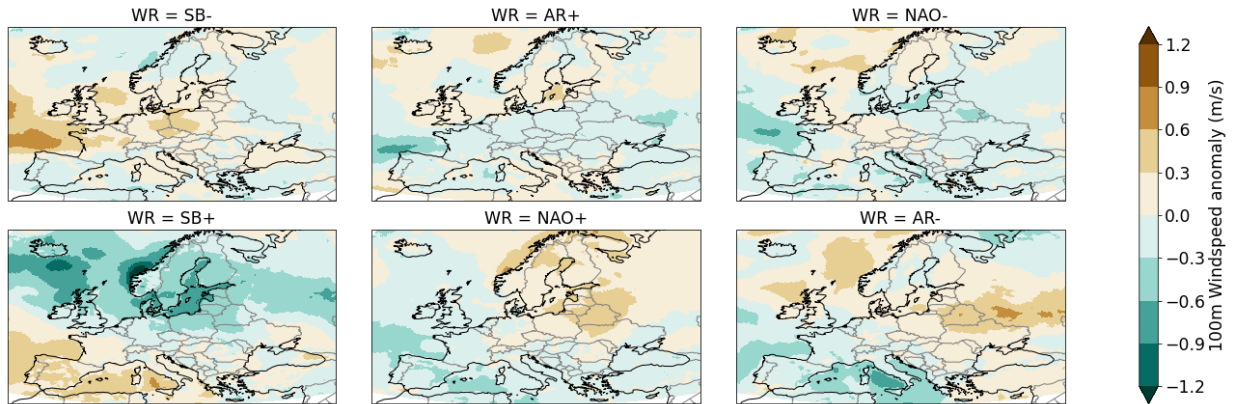 WR = SB-
WR = AR+
WR = NAO-
WR = SB+
WR = NAO+
WR = AR-
1.2
0.9
0.6
0.3
0.0
−0.3
−0.6
−0.9
−1.2
100m Windspeed anomaly (m/s)